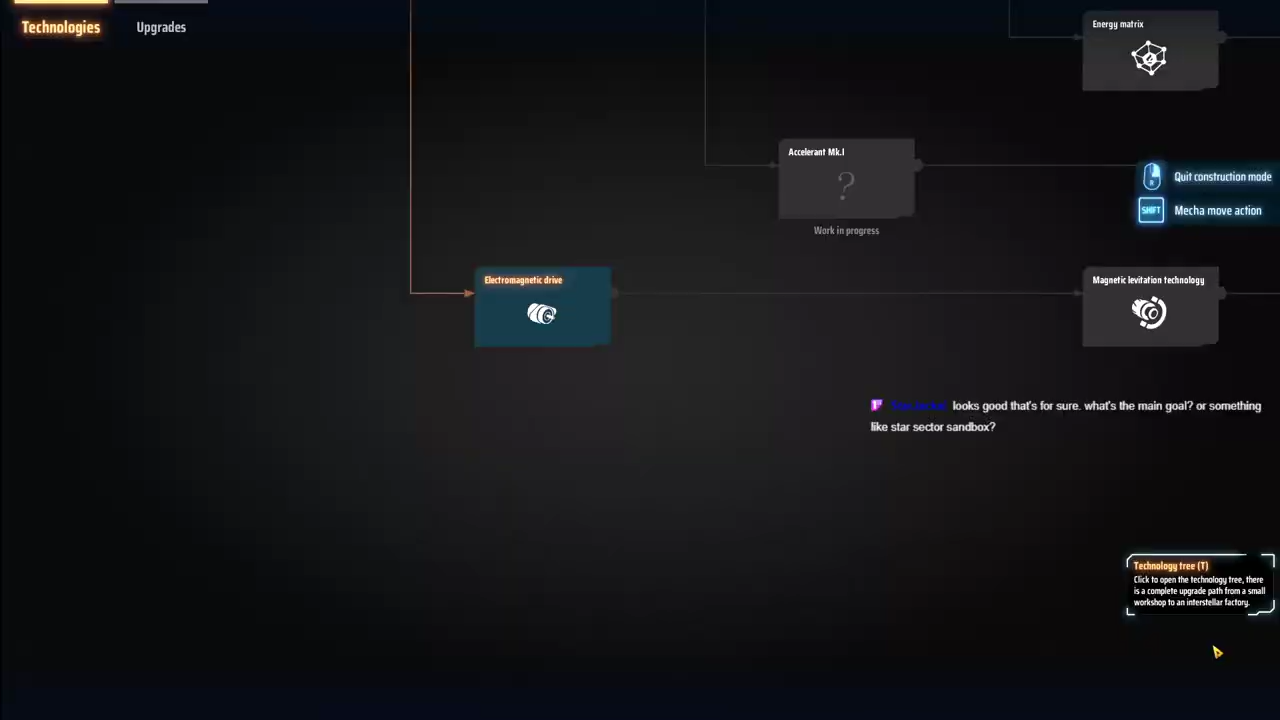 Technologies
Upgrades
Energy matrix
Accelerant Mk.I
?
Work in progress
Quit construction mode
SHIFT
Mecha move action
Electromagnetic drive
Magnetic levitation technology
looks good that's for sure. what's the main goal? or something
like star sector sandbox?
Technology tree (T)
Click to open the technology tree, there
is a complete upgrade path from a small
workshop to an interstellar factory.